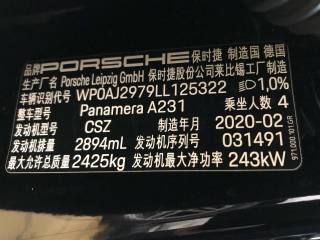 品牌 PORSCHE 保时捷 制造国 德国
生产厂名 Porsche Leipzig GmbH 保时捷股份公司莱比锡工厂制造
车辆识别代号 WP0AJ2979LL125322 1,0%
整车型号 Panamera A231 乘坐人数 4
发动机型号 CSZ 制造年月 2020-02
发动机排量 2894mL 发动机号 031491
最大允许总质量 2425kg 发动机最大净功率 243kW
971.000.101 GR